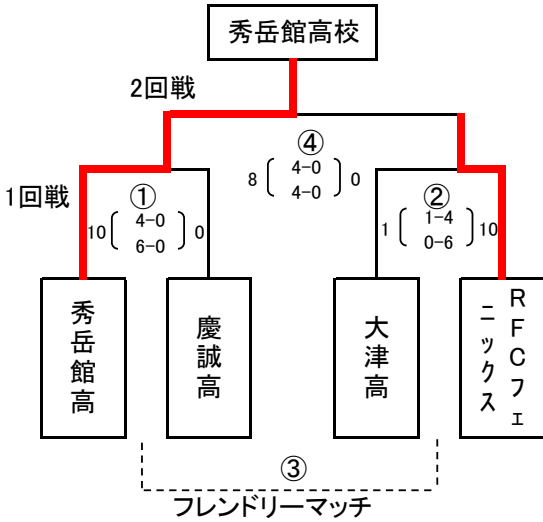 秀岳館高校
2回戦
④
8 4-0 0
4-0
1回戦
①
10 4-0 0
6-0
②
1 1-4 10
0-6
秀岳館高
慶誠高
大津高
RFCフェ
ニックス
③
フレンドリーマッチ